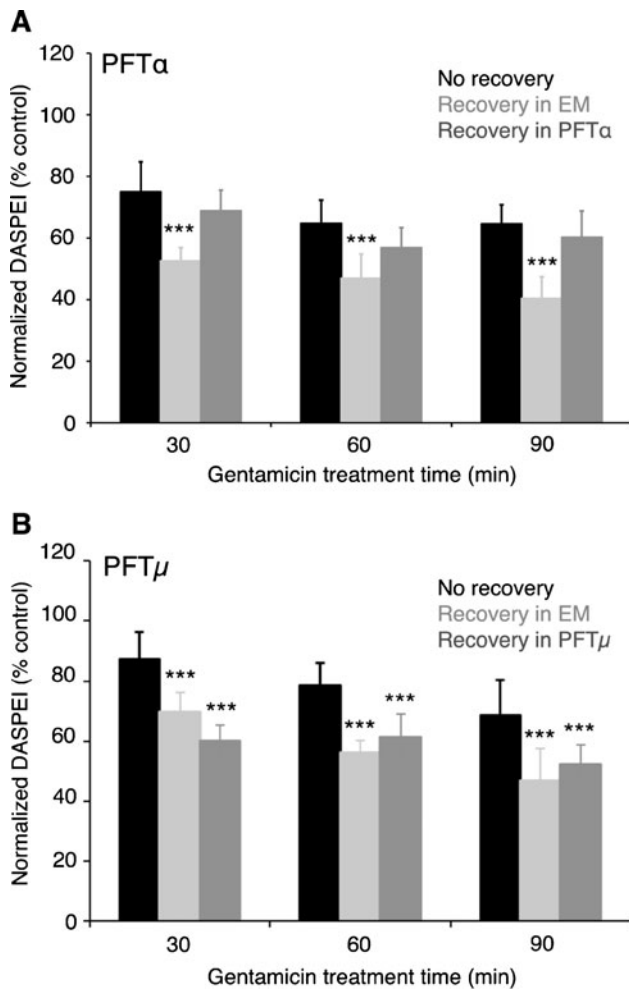 A
PFTα
120
100
80
60
40
20
0
Normalized DASPEI (% control)
No recovery
Recovery in EM
Recovery in PFTα
***
***
***
30
60
90
Gentamicin treatment time (min)
B
PFTμ
120
100
80
60
40
20
0
Normalized DASPEI (% control)
No recovery
Recovery in EM
Recovery in PFTμ
***
***
***
***
***
***
30
60
90
Gentamicin treatment time (min)